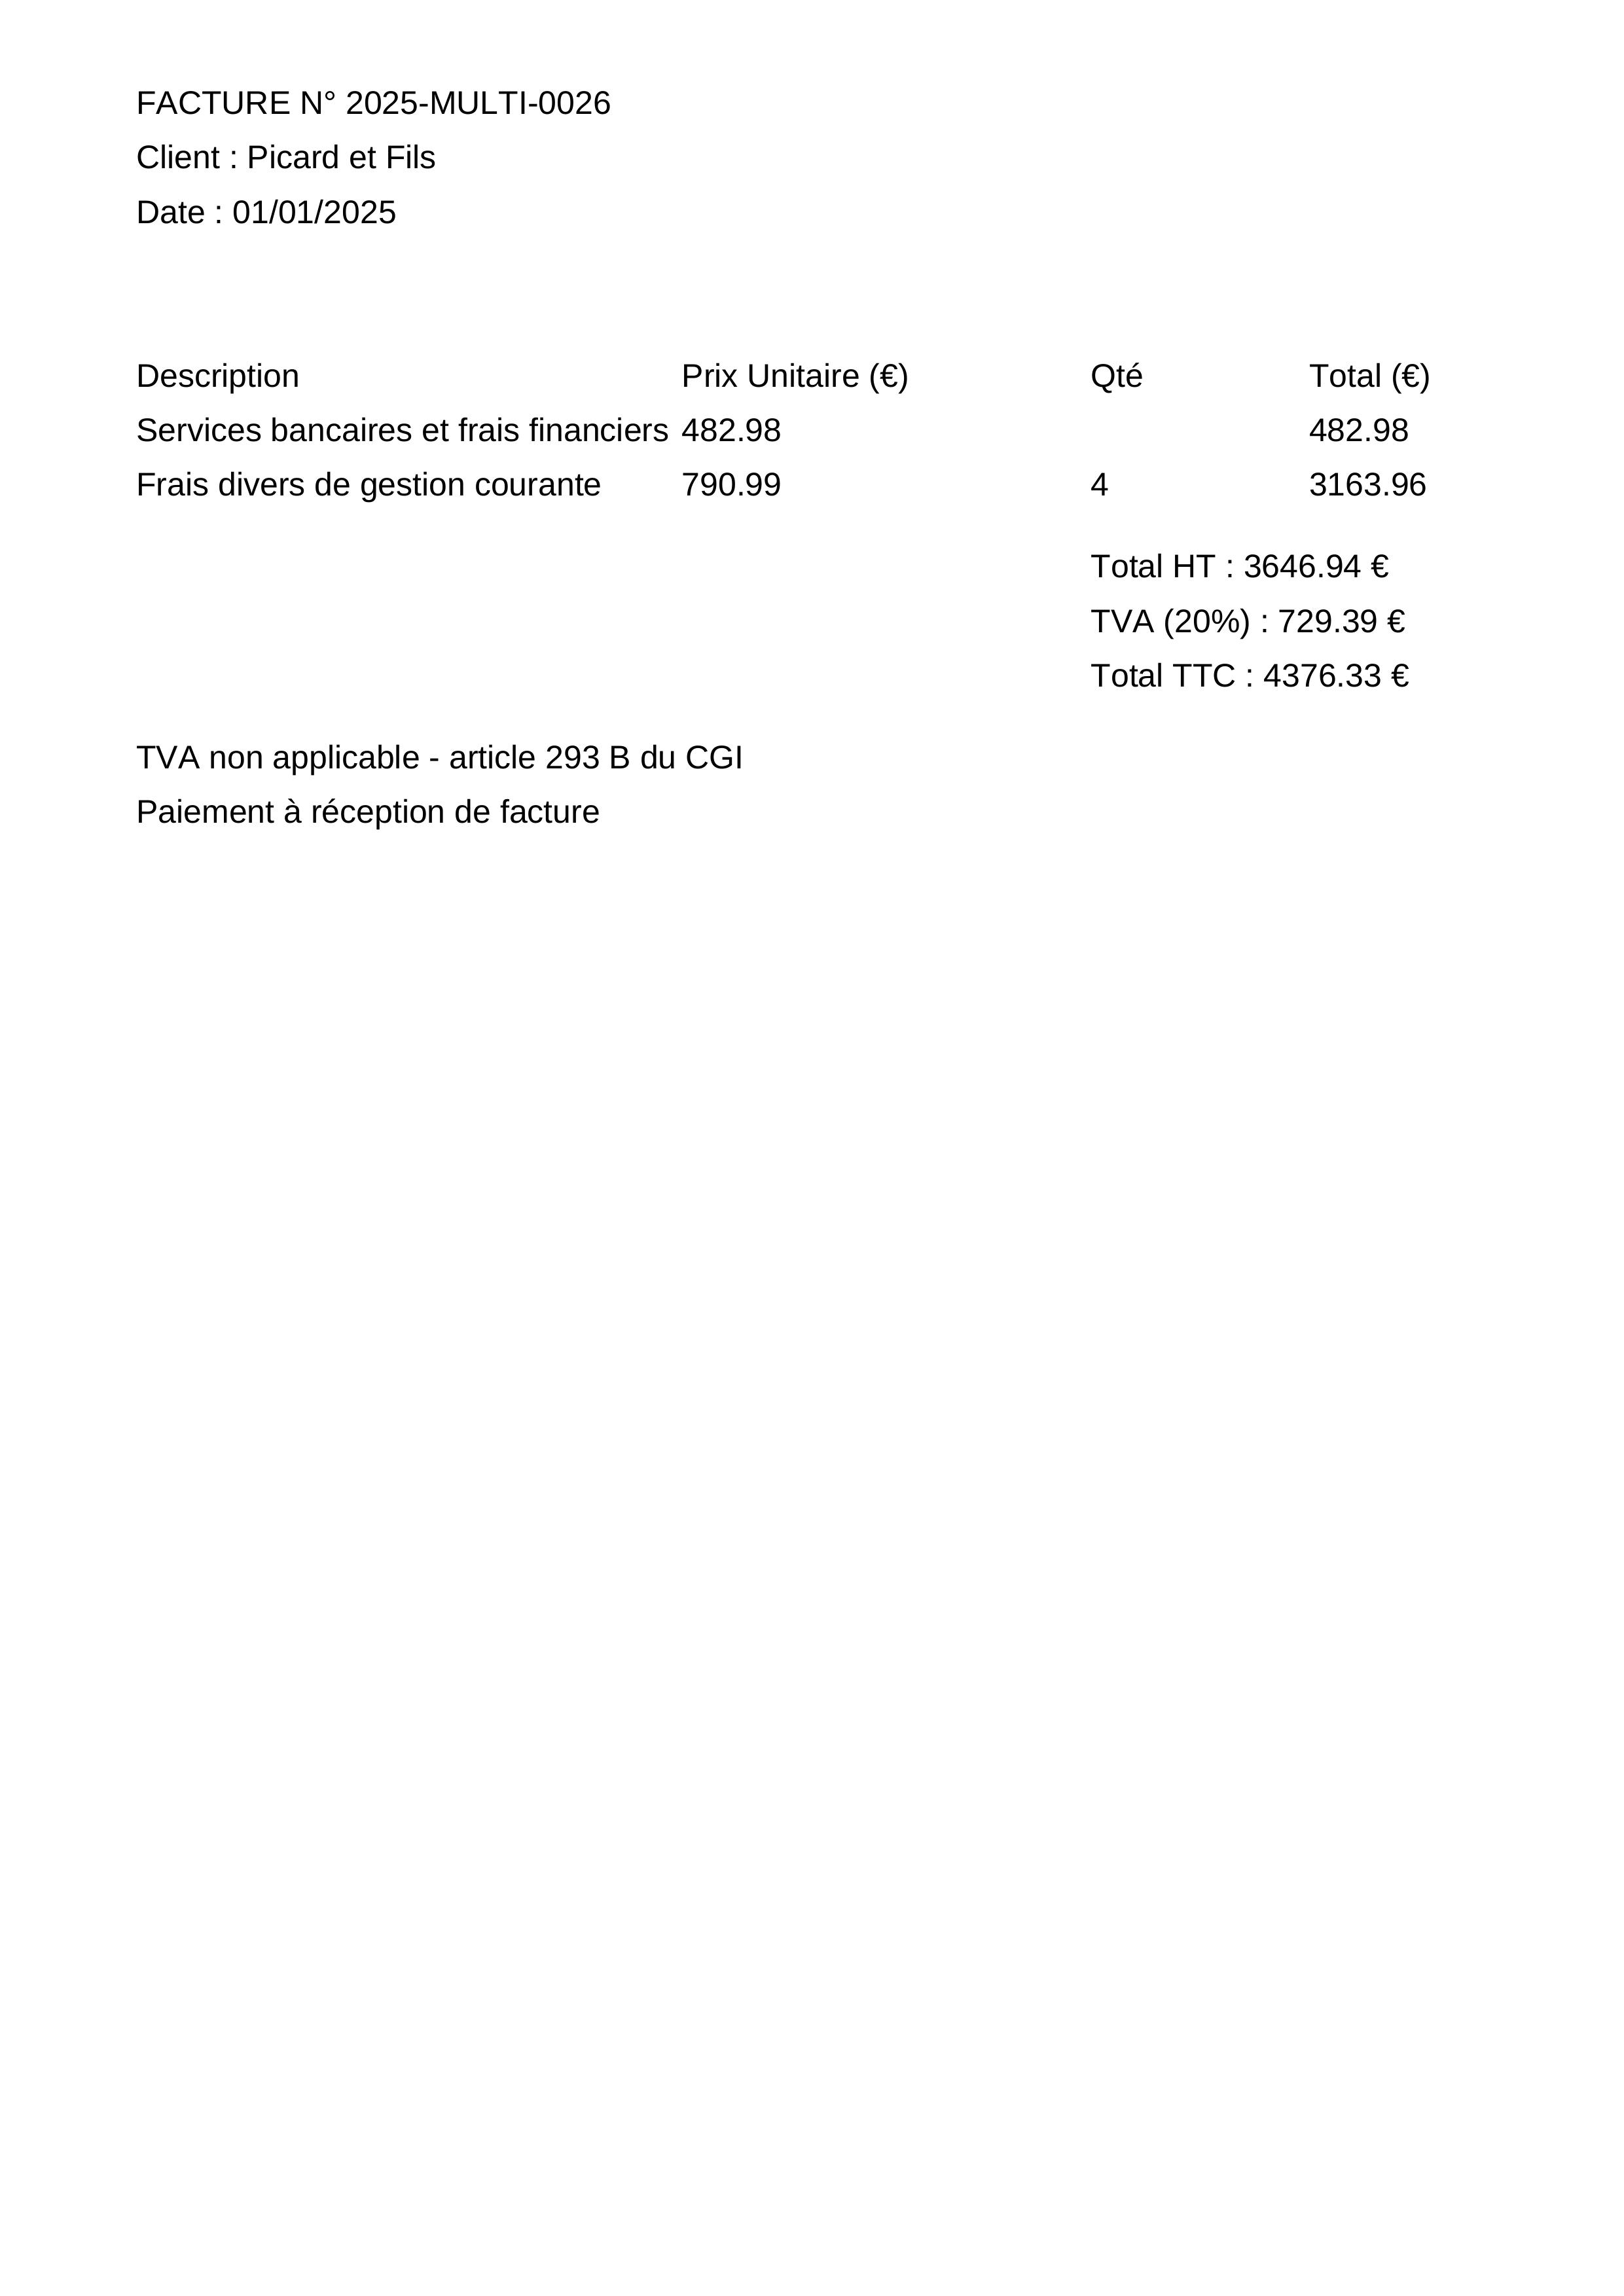 FACTURE N° 2025-MULTI-0026
Client : Picard et Fils
Date : 01/01/2025
Description Prix Unitaire (€) Qté Total (€)
Services bancaires et frais financiers 482.98 482.98
Frais divers de gestion courante 790.99 4 3163.96
Total HT : 3646.94 €
TVA (20%) : 729.39 €
Total TTC : 4376.33 €
TVA non applicable - article 293 B du CGI
Paiement à réception de facture